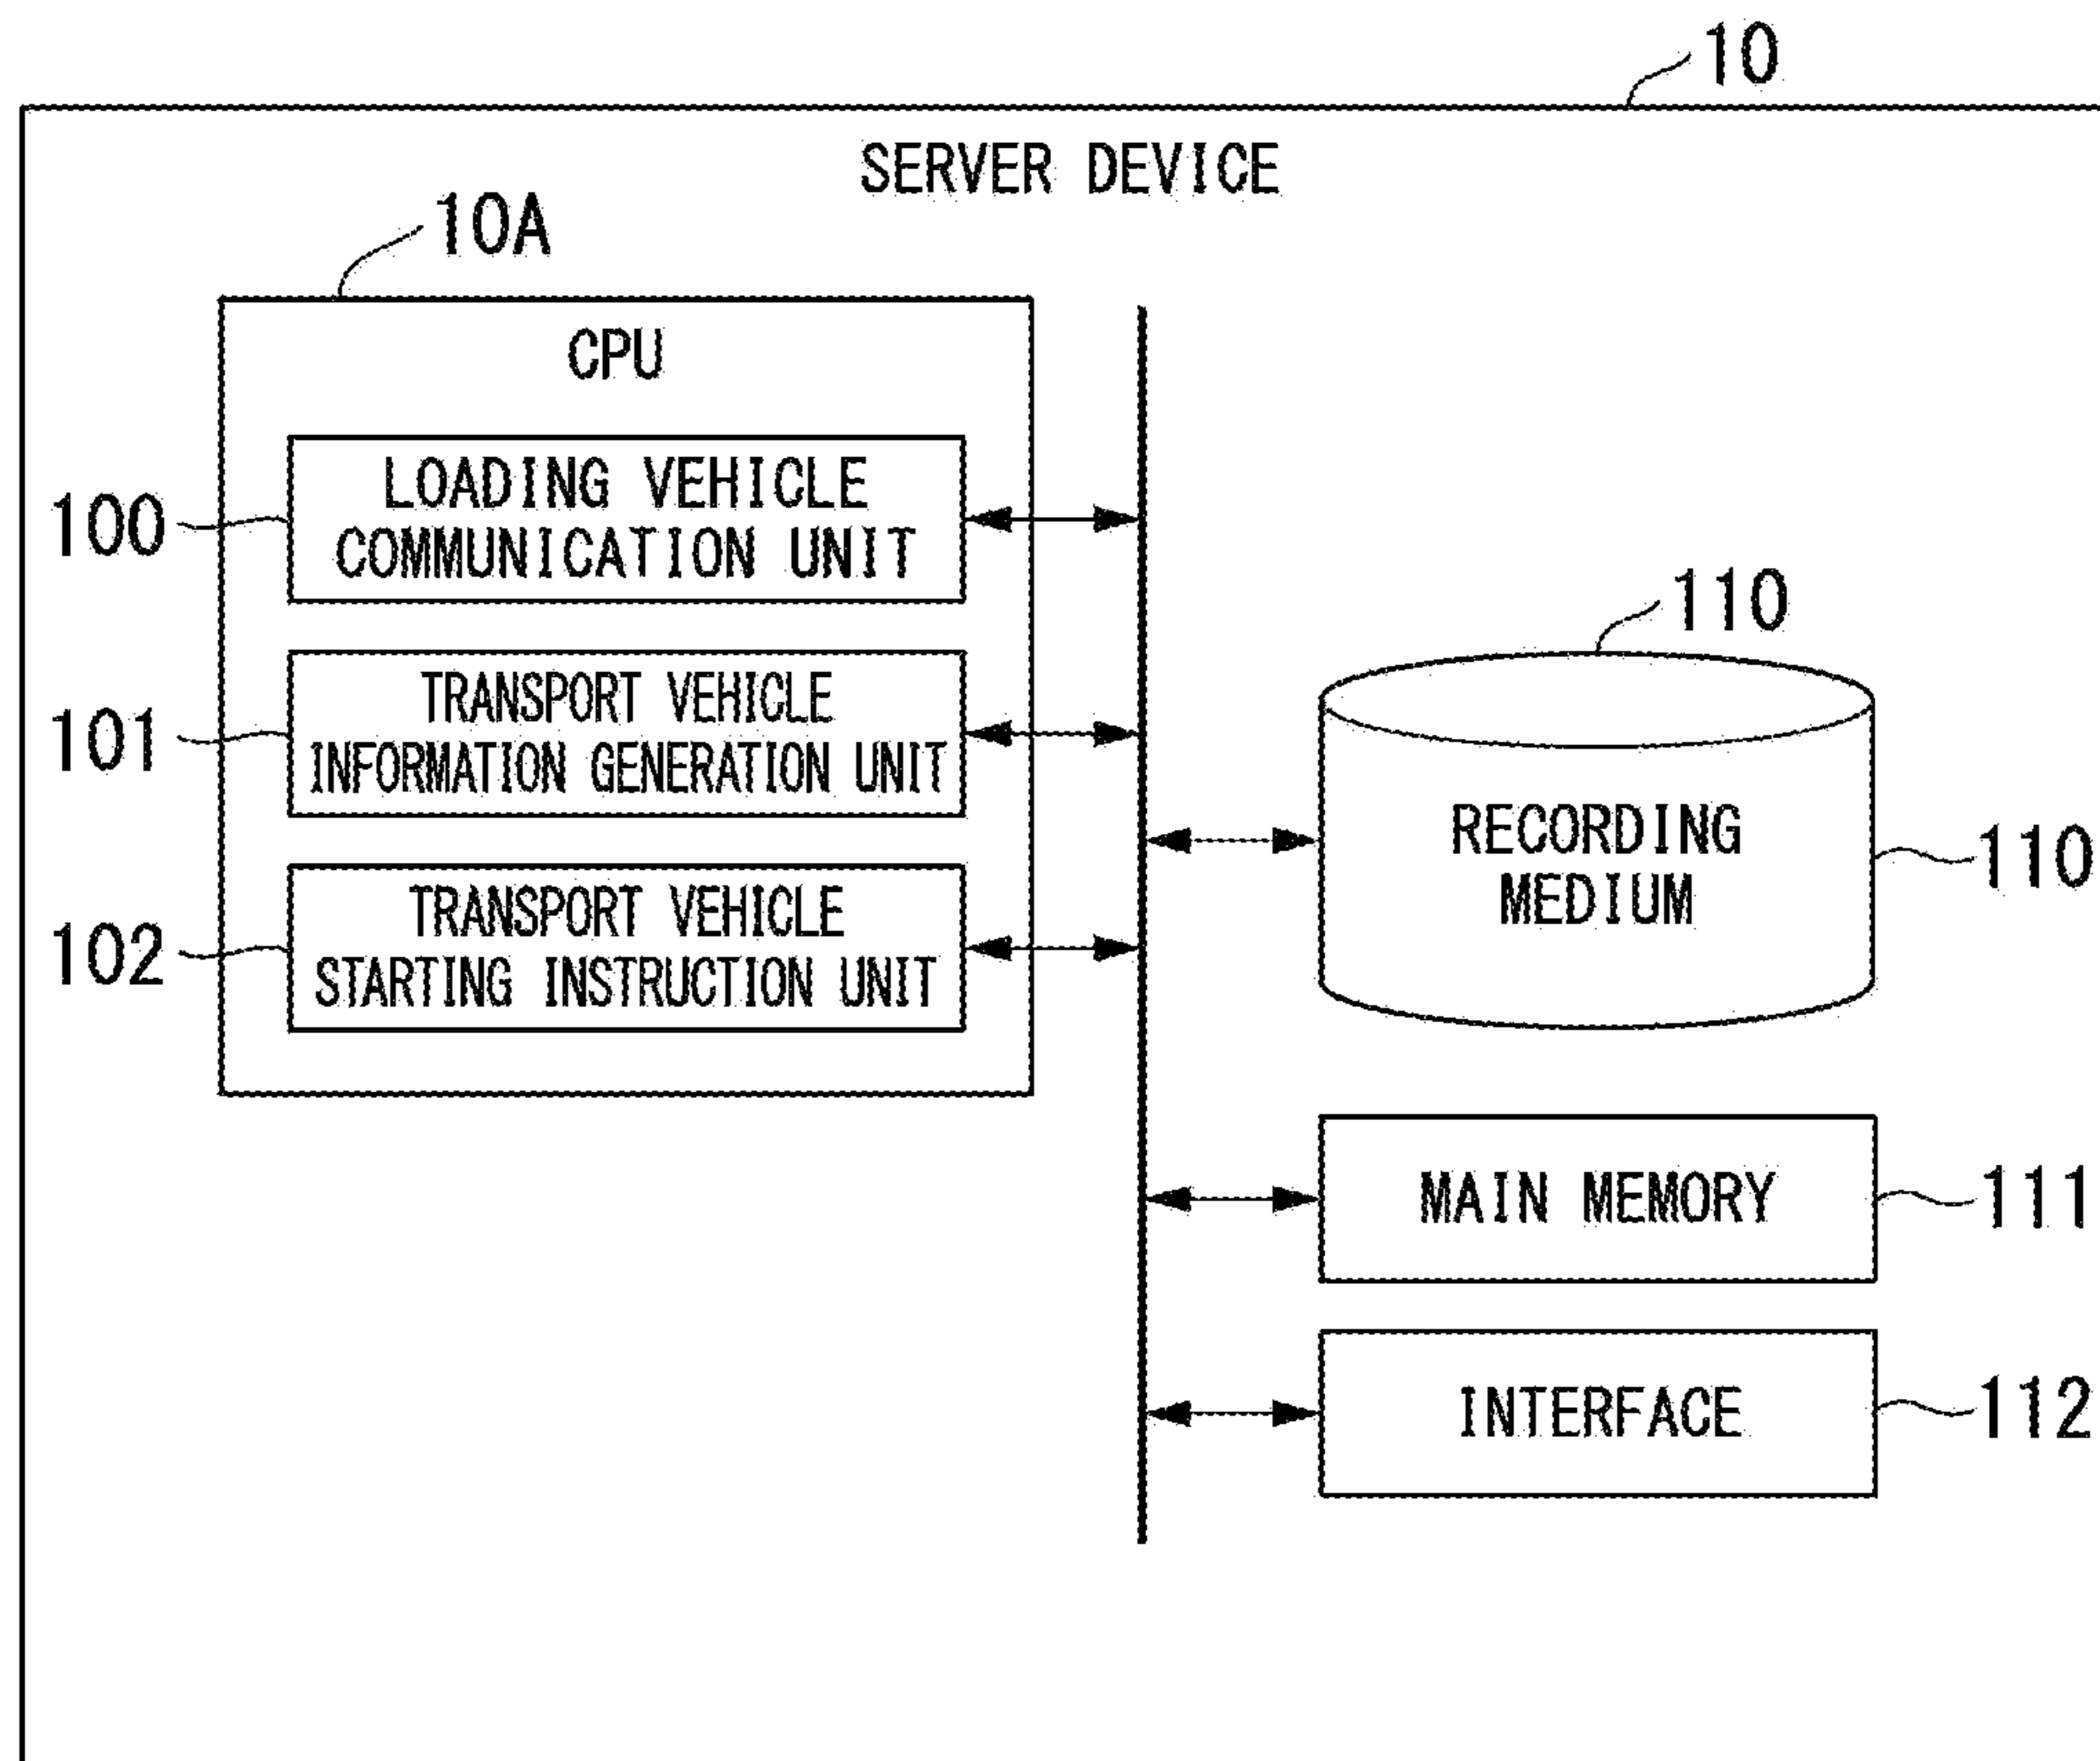 10
SERVER DEVICE
10A
CPU
100
LOADING VEHICLE
COMMUNICATION UNIT
101
TRANSPORT VEHICLE
INFORMATION GENERATION UNIT
102
TRANSPORT VEHICLE
STARTING INSTRUCTION UNIT
110
RECORDING
MEDIUM
110
MAIN MEMORY
111
INTERFACE
112